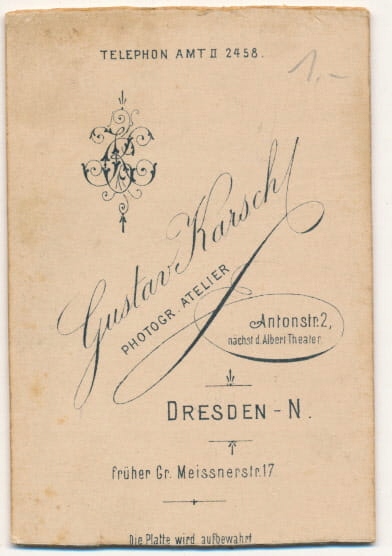 TELEPHON AMT II 2458.
1.-
Gustav Karsch
PHOTOGR. ATELIER
Antonstr. 2,
nächst d. Albert Theater.
DRESDEN - N.
früher Gr. Meissnerstr. 17.
Die Platte wird aufbewahrt